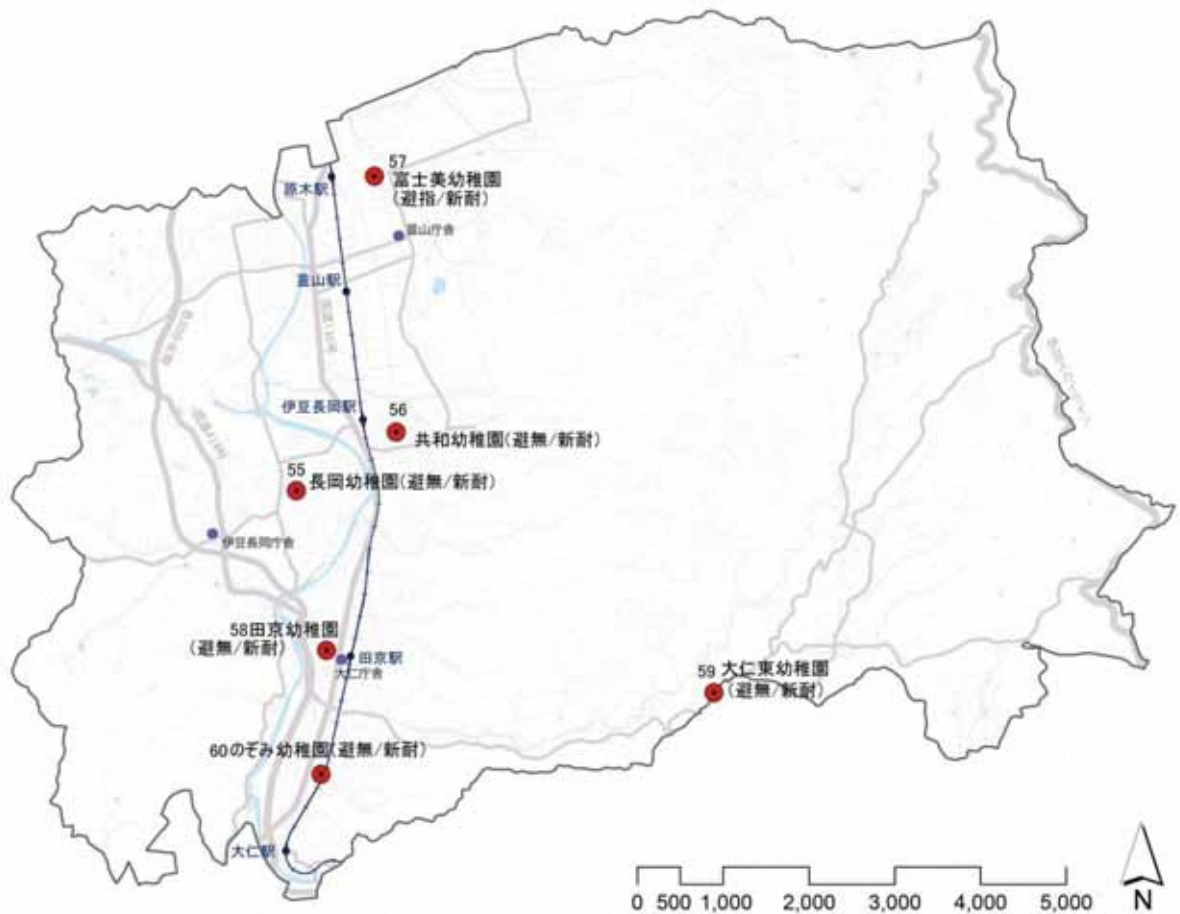 57
富士美幼稚園
(避指/新耐)
原木駅
韮山庁舎
韮山駅
伊豆長岡駅
56
共和幼稚園(避無/新耐)
55
長岡幼稚園(避無/新耐)
伊豆長岡庁舎
58田京幼稚園
(避無/新耐)
田京駅
大仁庁舎
59 大仁東幼稚園
(避無/新耐)
60のぞみ幼稚園(避無/新耐)
大仁駅
0 500 1,000 2,000 3,000 4,000 5,000
N